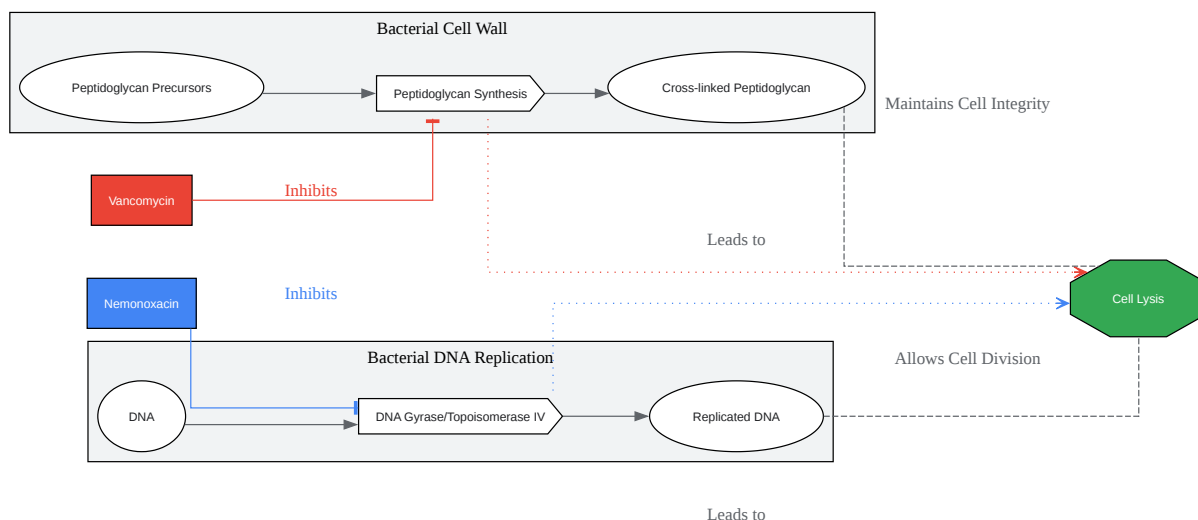 Bacterial Cell Wall
Peptidoglycan Precursors
Peptidoglycan Synthesis
Cross-linked Peptidoglycan
Maintains Cell Integrity
Vancomycin
Inhibits
Leads to
Nemonoxacin
Inhibits
Cell Lysis
Bacterial DNA Replication
Allows Cell Division
DNA
DNA Gyrase/Topoisomerase IV
Replicated DNA
Leads to